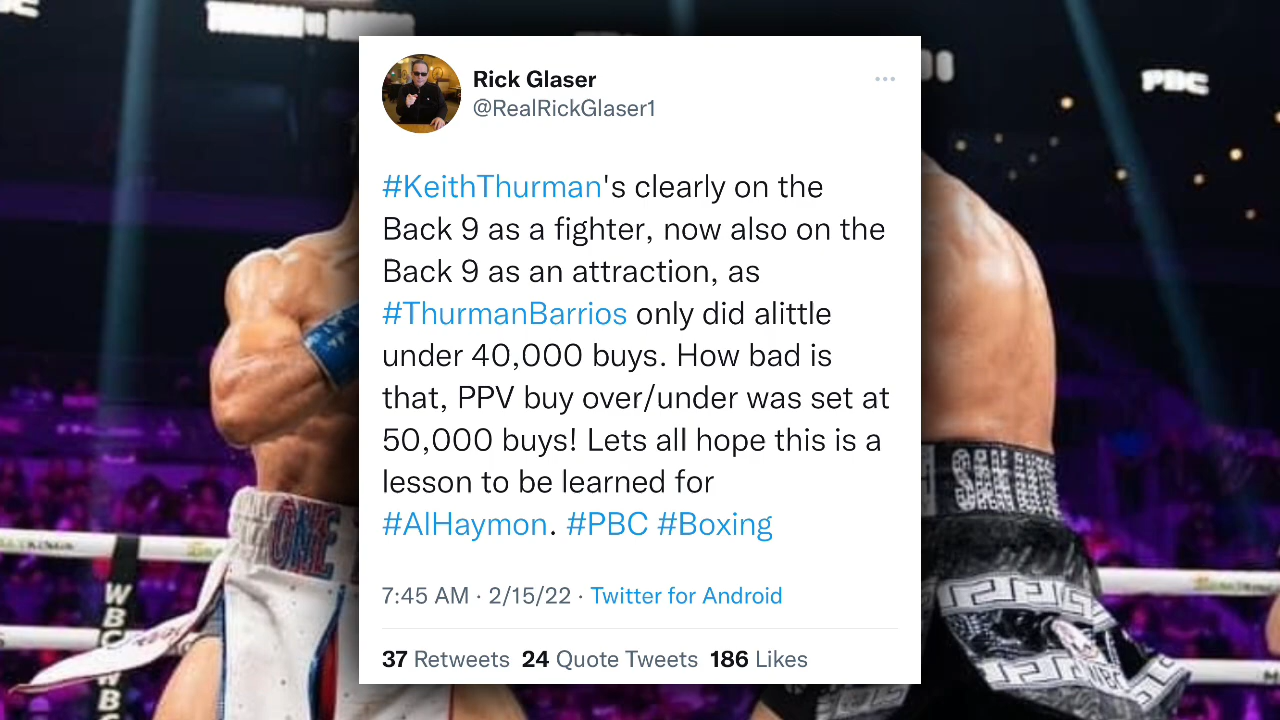 PBC
Rick Glaser
@RealRickGlaser1
#KeithThurman's clearly on the
Back 9 as a fighter, now also on the
Back 9 as an attraction, as
#ThurmanBarrios only did alittle
under 40,000 buys. How bad is
that, PPV buy over/under was set at
50,000 buys! Lets all hope this is a
lesson to be learned for
#AlHaymon. #PBC #Boxing
7:45 AM · 2/15/22 · Twitter for Android
37 Retweets 24 Quote Tweets 186 Likes
ONE
WBC